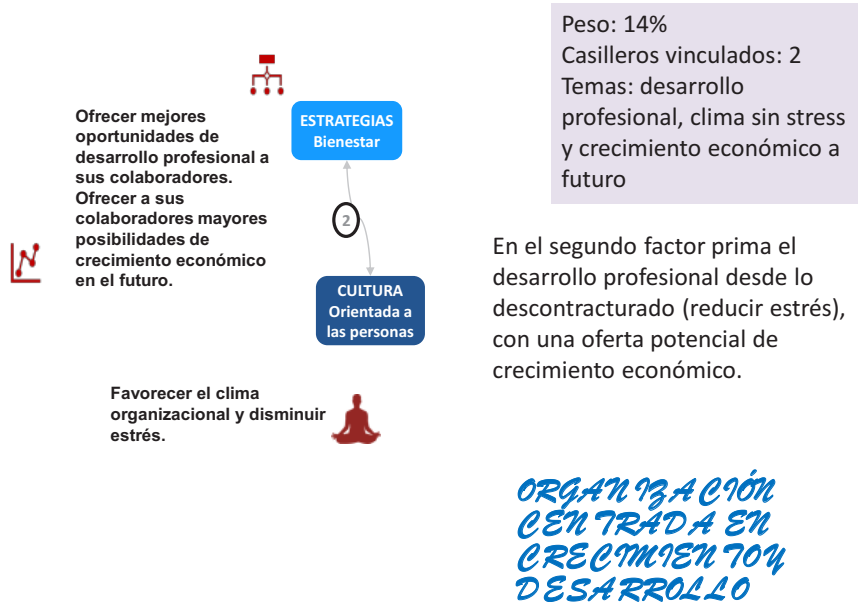 Peso: 14%
Casilleros vinculados: 2
Temas: desarrollo
profesional, clima sin stress
y crecimiento económico a
futuro
Ofrecer mejores
oportunidades de
desarrollo profesional a
sus colaboradores.
Ofrecer a sus
colaboradores mayores
posibilidades de
crecimiento económico
en el futuro.
ESTRATEGIAS
Bienestar
2
CULTURA
Orientada a
las personas
En el segundo factor prima el
desarrollo profesional desde lo
descontracturado (reducir estrés),
con una oferta potencial de
crecimiento económico.
Favorecer el clima
organizacional y disminuir
estrés.
ORGANIZACIÓN
CENTRADA EN
CRECIMIENTO Y
DESARROLLO